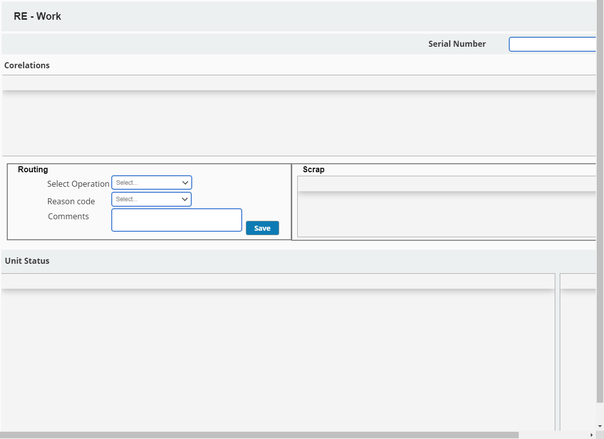 RE - Work
Serial Number
Corelations
Routing
Select Operation Select...
Reason code Select...
Comments
Save
Scrap
Unit Status